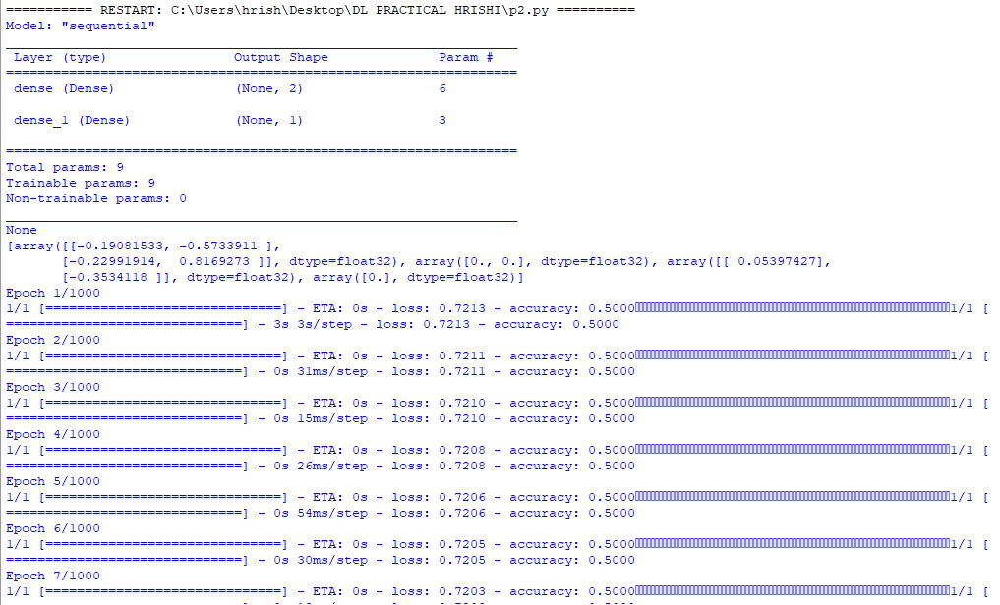 =========== RESTART: C:\Users\hrish\Desktop\DL PRACTICAL HRISHI\p2.py ==========
Model: "sequential"
_________________________________________________________________
 Layer (type)                Output Shape              Param #
=================================================================
 dense (Dense)               (None, 2)                 6

 dense_1 (Dense)             (None, 1)                 3

=================================================================
Total params: 9
Trainable params: 9
Non-trainable params: 0
_________________________________________________________________
None
[array([[-0.19081533, -0.5733911 ],
       [-0.22991914,  0.8169273 ]], dtype=float32), array([0., 0.], dtype=float32), array([[ 0.05397427],
       [-0.3534118 ]], dtype=float32), array([0.], dtype=float32)]
Epoch 1/1000
1/1 [==============================] - ETA: 0s - loss: 0.7213 - accuracy: 0.50001/1 [
==============================] - 3s 3s/step - loss: 0.7213 - accuracy: 0.5000
Epoch 2/1000
1/1 [==============================] - ETA: 0s - loss: 0.7211 - accuracy: 0.50001/1 [
==============================] - 0s 31ms/step - loss: 0.7211 - accuracy: 0.5000
Epoch 3/1000
1/1 [==============================] - ETA: 0s - loss: 0.7210 - accuracy: 0.50001/1 [
==============================] - 0s 15ms/step - loss: 0.7210 - accuracy: 0.5000
Epoch 4/1000
1/1 [==============================] - ETA: 0s - loss: 0.7208 - accuracy: 0.50001/1 [
==============================] - 0s 26ms/step - loss: 0.7208 - accuracy: 0.5000
Epoch 5/1000
1/1 [==============================] - ETA: 0s - loss: 0.7206 - accuracy: 0.50001/1 [
==============================] - 0s 54ms/step - loss: 0.7206 - accuracy: 0.5000
Epoch 6/1000
1/1 [==============================] - ETA: 0s - loss: 0.7205 - accuracy: 0.50001/1 [
==============================] - 0s 30ms/step - loss: 0.7205 - accuracy: 0.5000
Epoch 7/1000
1/1 [==============================] - ETA: 0s - loss: 0.7203 - accuracy: 0.50001/1 [